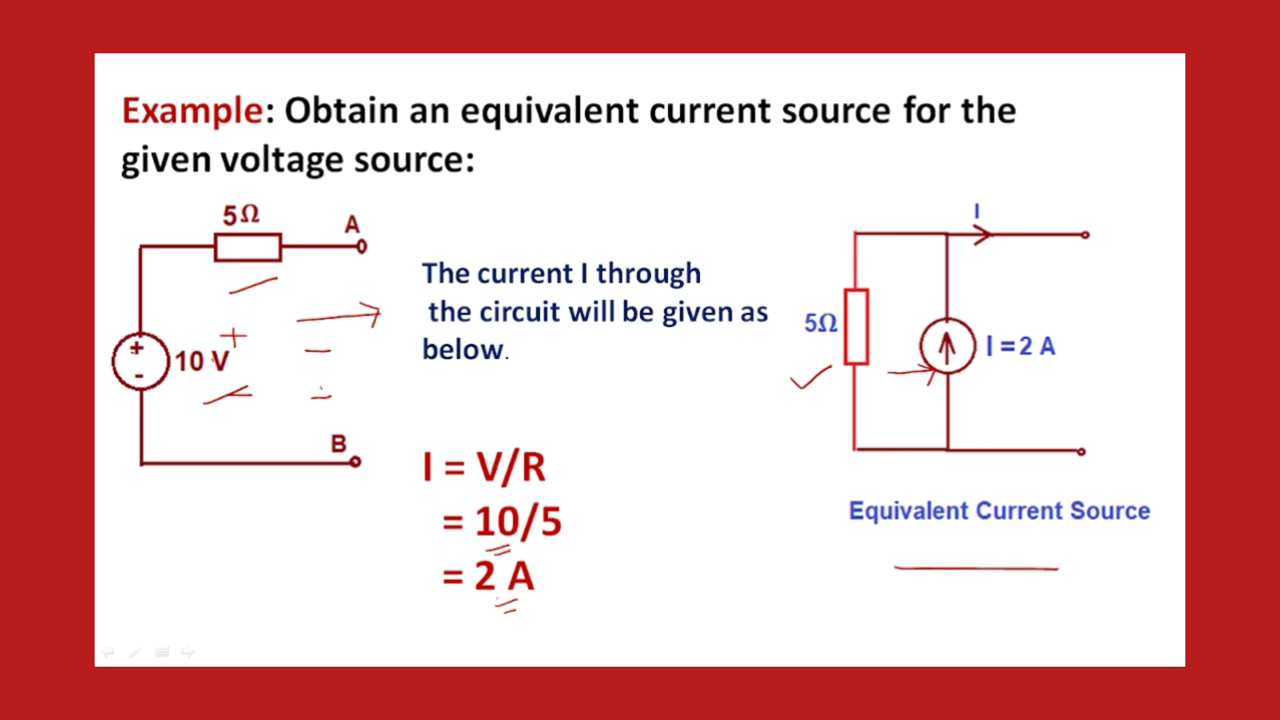 Example: Obtain an equivalent current source for the
given voltage source:
5Ω
A
+
-
10 V
B
The current I through
the circuit will be given as
below.
I = V/R
= 10/5
= 2 A
I
5Ω
I = 2 A
Equivalent Current Source